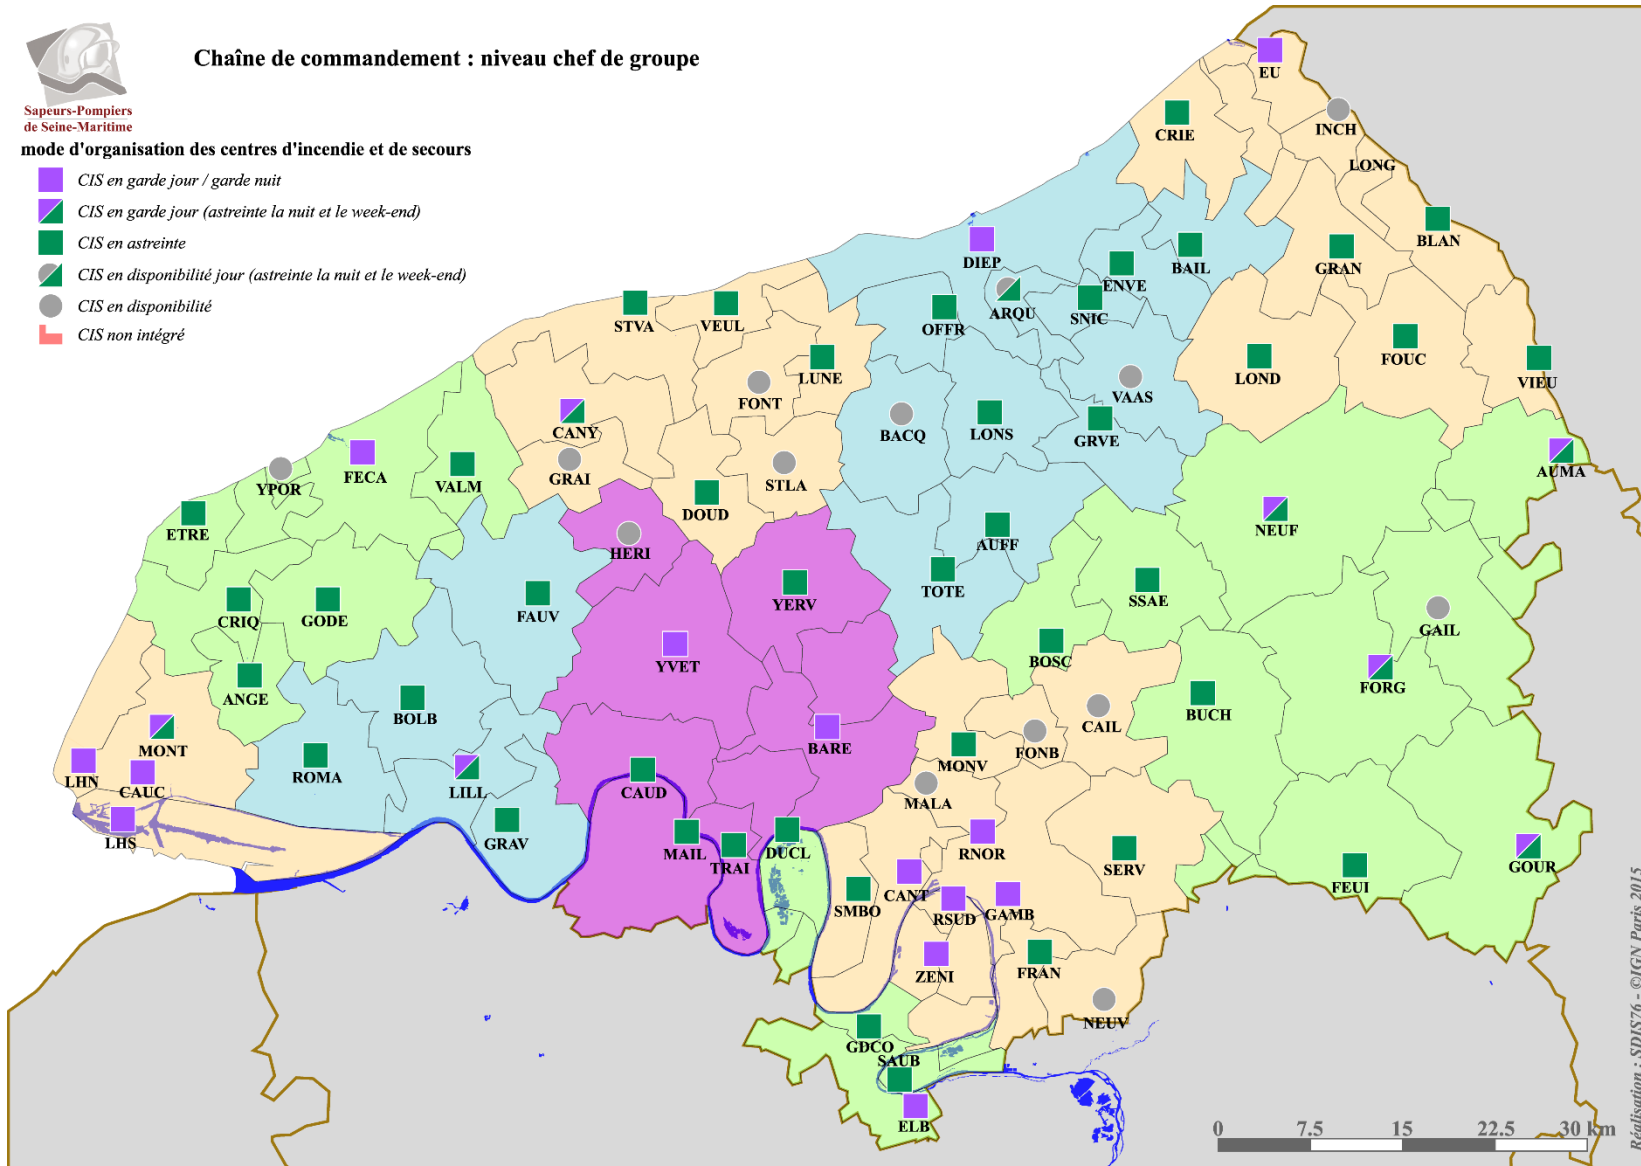 Chaîne de commandement : niveau chef de groupe
Sapeurs-Pompiers
de Seine-Maritime
mode d'organisation des centres d'incendie et de secours
CIS en garde jour / garde nuit
CIS en garde jour (astreinte la nuit et le week-end)
CIS en astreinte
CIS en disponibilité jour (astreinte la nuit et le week-end)
CIS en disponibilité
CIS non intégré
EU
INCH
CRIE
LONG
BLAN
DIEP
BAIL
GRAN
ENVE
ARQU
SNIC
STVA
VEUL
OFFR
FOUC
LUNE
LOND
VIEU
FONT
VAAS
CANY
BACQ
LONS
GRVE
AUMA
FECA
GRAI
STLA
YPOR
VALM
DOUD
ETRE
NEUF
HERI
AUFF
TOTE
SSAE
YERV
FAUV
CRIQ
GODE
GAIL
YVET
BOSC
FORG
ANGE
BOLB
BUCH
CAIL
MONT
BARE
FONB
MONV
ROMA
LHN
CAUC
LILL
CAUD
MALA
LHS
GRAV
MAIL
TRAI
DUCL
RNOR
SERV
FEUI
GOUR
CANT
SMBO
RSUD
GAMB
ZENI
FRAN
NEUV
GDCO
SAUB
ELB
0 7.5 15 22.5 30 km
Réalisation : SDIS76 - ©IGN Paris 2015